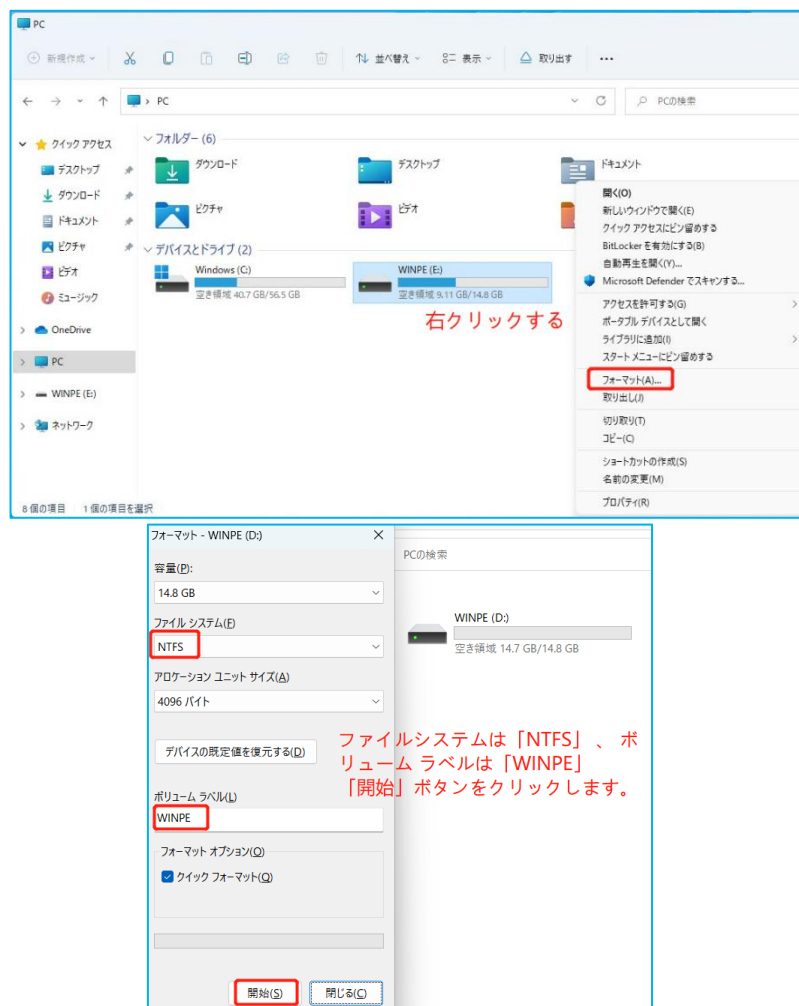 PC
新規作成
並べ替え
表示
取り出す
PC
PCの検索
クイック アクセス
デスクトップ
ダウンロード
ドキュメント
ピクチャ
ビデオ
ミュージック
OneDrive
PC
WINPE (E:)
ネットワーク
フォルダー (6)
ダウンロード
デスクトップ
ドキュメント
ピクチャ
ビデオ
デバイスとドライブ (2)
Windows (C:)
空き領域 40.7 GB/56.5 GB
WINPE (E:)
空き領域 9.11 GB/14.8 GB
右クリックする
開く(O)
新しいウィンドウで開く(E)
クイック アクセスにピン留めする
BitLocker を有効にする(B)
自動再生を開く(Y)...
Microsoft Defender でスキャンする...
アクセスを許可する(G)
ポータブル デバイスとして開く
ライブラリに追加(I)
スタート メニューにピン留めする
フォーマット(A)...
取り出し(J)
切り取り(T)
コピー(C)
ショートカットの作成(S)
名前の変更(M)
プロパティ(R)
8 個の項目 1 個の項目を選択
フォーマット - WINPE (D:)
容量(P):
14.8 GB
ファイル システム(F)
NTFS
アロケーション ユニット サイズ(A)
4096 バイト
デバイスの既定値を復元する(D)
ボリューム ラベル(L)
WINPE
フォーマット オプション(O)
クイック フォーマット(Q)
開始(S)
閉じる(C)
PCの検索
WINPE (D:)
空き領域 14.7 GB/14.8 GB
ファイルシステムは「NTFS」 、 ボ
リューム ラベルは「WINPE」
「開始」ボタンをクリックします。